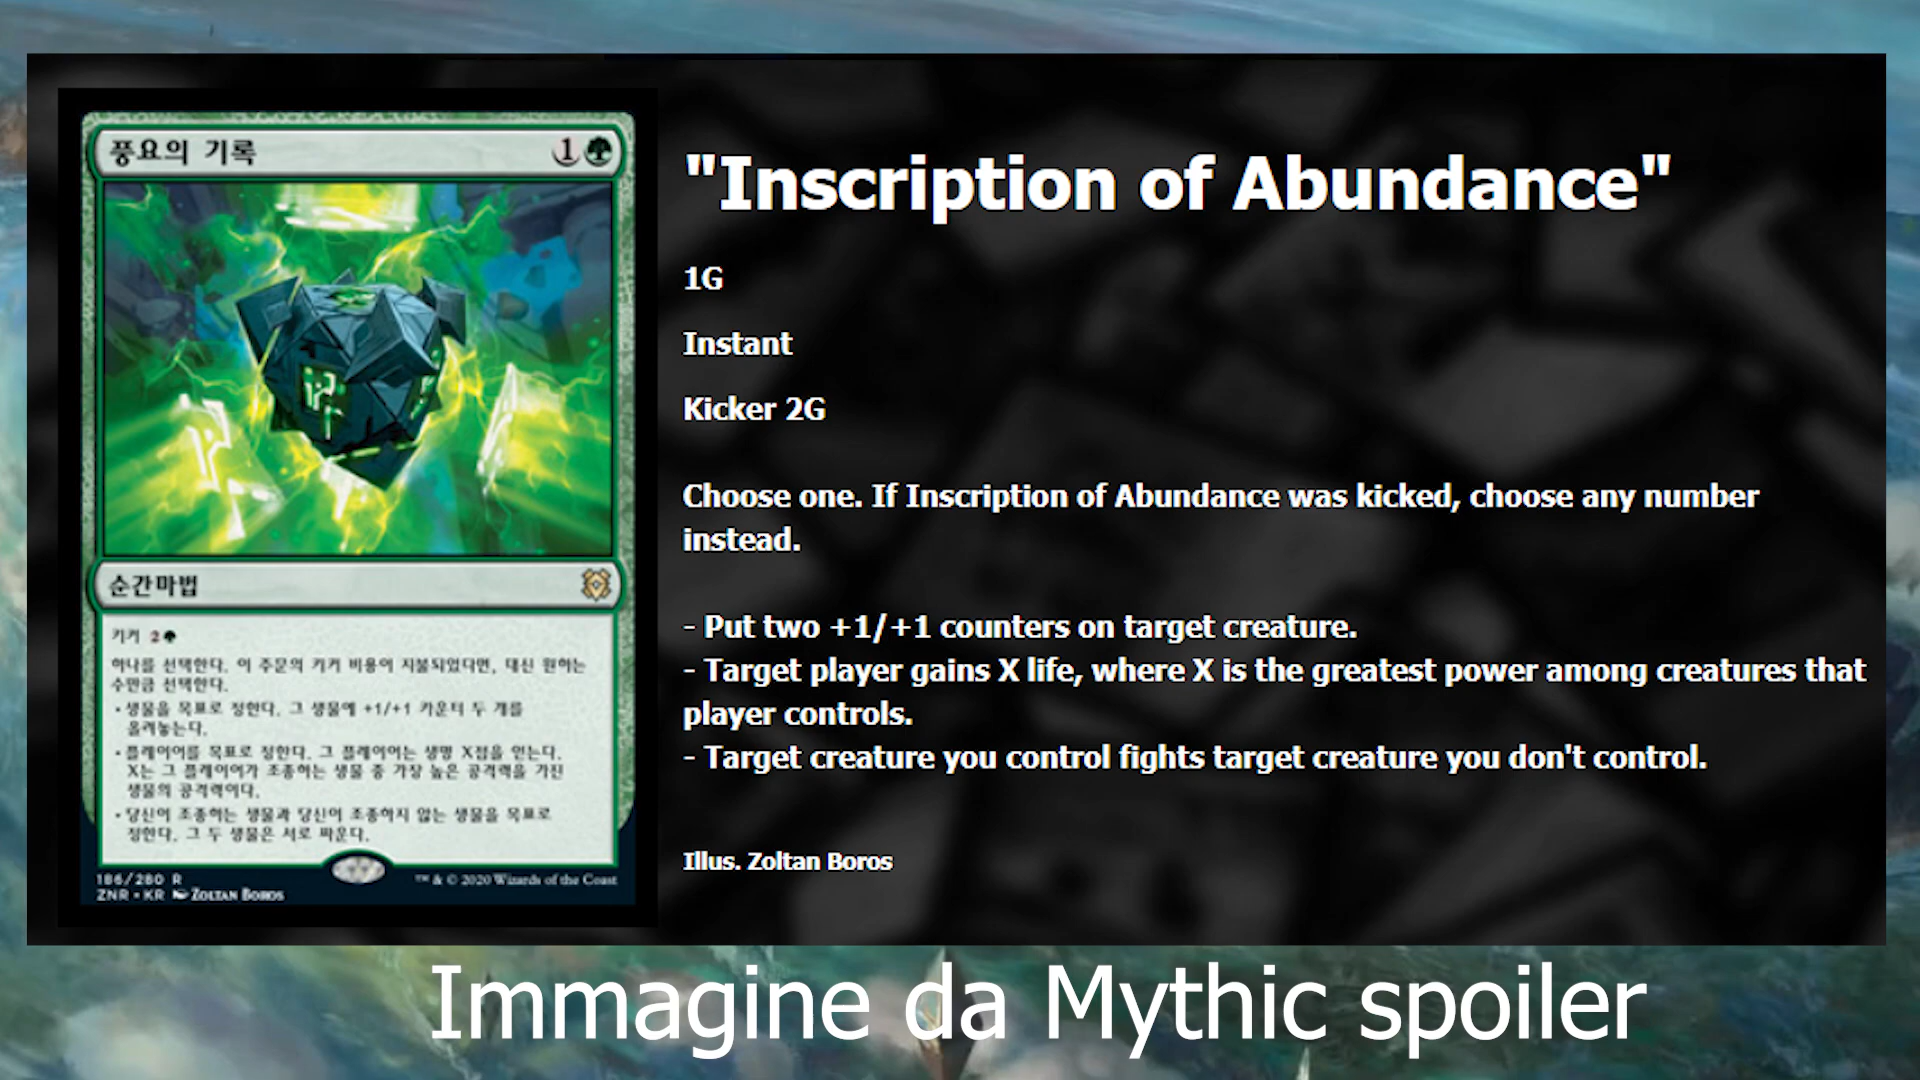 풍요의 기록 1
순간마법
키커 2
하나를 선택한다. 이 주문의 키커 비용이 지불되었다면, 대신 원하는
수만큼 선택한다.
• 생물을 목표로 정한다. 그 생물에 +1/+1 카운터 두 개를
올려놓는다.
• 플레이어를 목표로 정한다. 그 플레이어는 생명 X점을 얻는다.
X는 그 플레이어가 조종하는 생물 중 가장 높은 공격력을 가진
생물의 공격력이다.
• 당신이 조종하는 생물과 당신이 조종하지 않는 생물을 목표로
정한다. 그 두 생물은 서로 싸운다.
186/280 R
ZNR • KR Zoltan Boros
™ & © 2020 Wizards of the Coast
"Inscription of Abundance"
1G
Instant
Kicker 2G
Choose one. If Inscription of Abundance was kicked, choose any number
instead.
- Put two +1/+1 counters on target creature.
- Target player gains X life, where X is the greatest power among creatures that
player controls.
- Target creature you control fights target creature you don't control.
Illus. Zoltan Boros
Immagine da Mythic spoiler